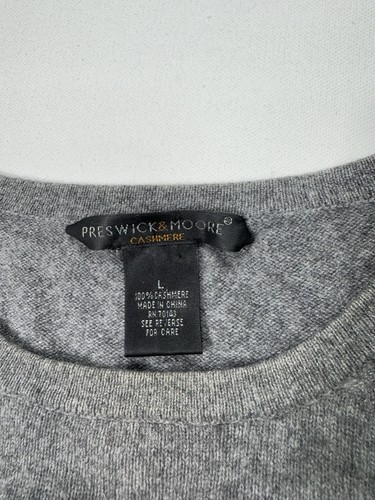 PRESWICK&MOORE®
CASHMERE
L
100% CASHMERE
MADE IN CHINA
RN 70143
SEE REVERSE
FOR CARE